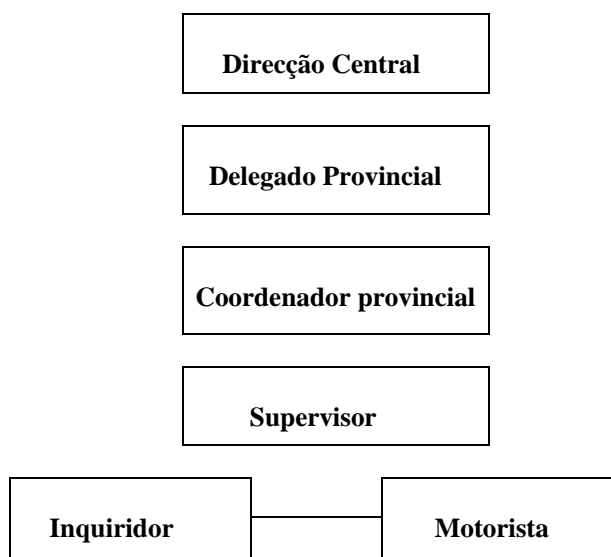 Direcção Central
Delegado Provincial
Coordenador provincial
Supervisor
Inquiridor
Motorista